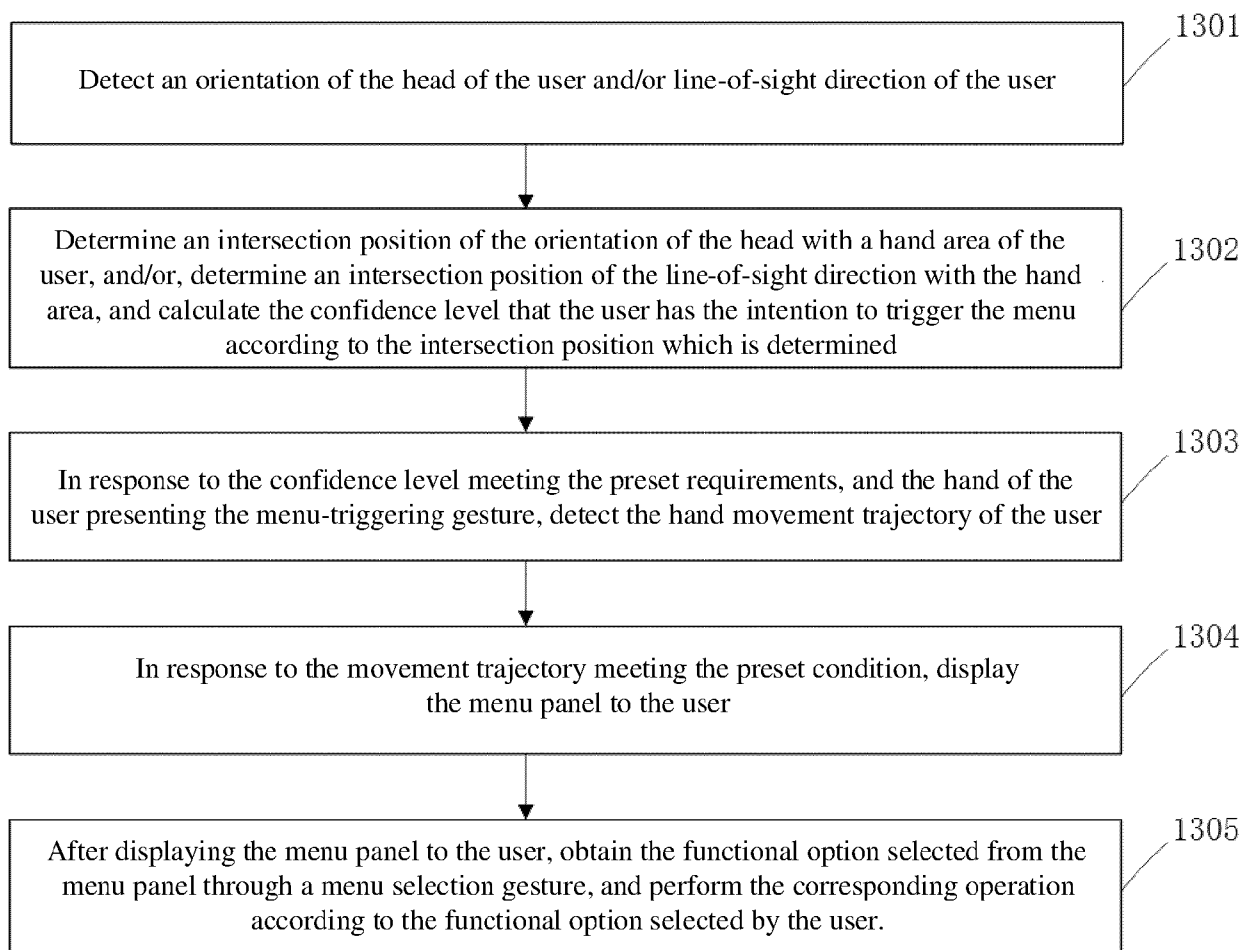 1301
Detect an orientation of the head of the user and/or line-of-sight direction of the user
Determine an intersection position of the orientation of the head with a hand area of the
user, and/or, determine an intersection position of the line-of-sight direction with the hand
area, and calculate the confidence level that the user has the intention to trigger the menu
according to the intersection position which is determined
1302
In response to the confidence level meeting the preset requirements, and the hand of the
user presenting the menu-triggering gesture, detect the hand movement trajectory of the user
1303
In response to the movement trajectory meeting the preset condition, display
the menu panel to the user
1304
After displaying the menu panel to the user, obtain the functional option selected from the
menu panel through a menu selection gesture, and perform the corresponding operation
according to the functional option selected by the user.
1305